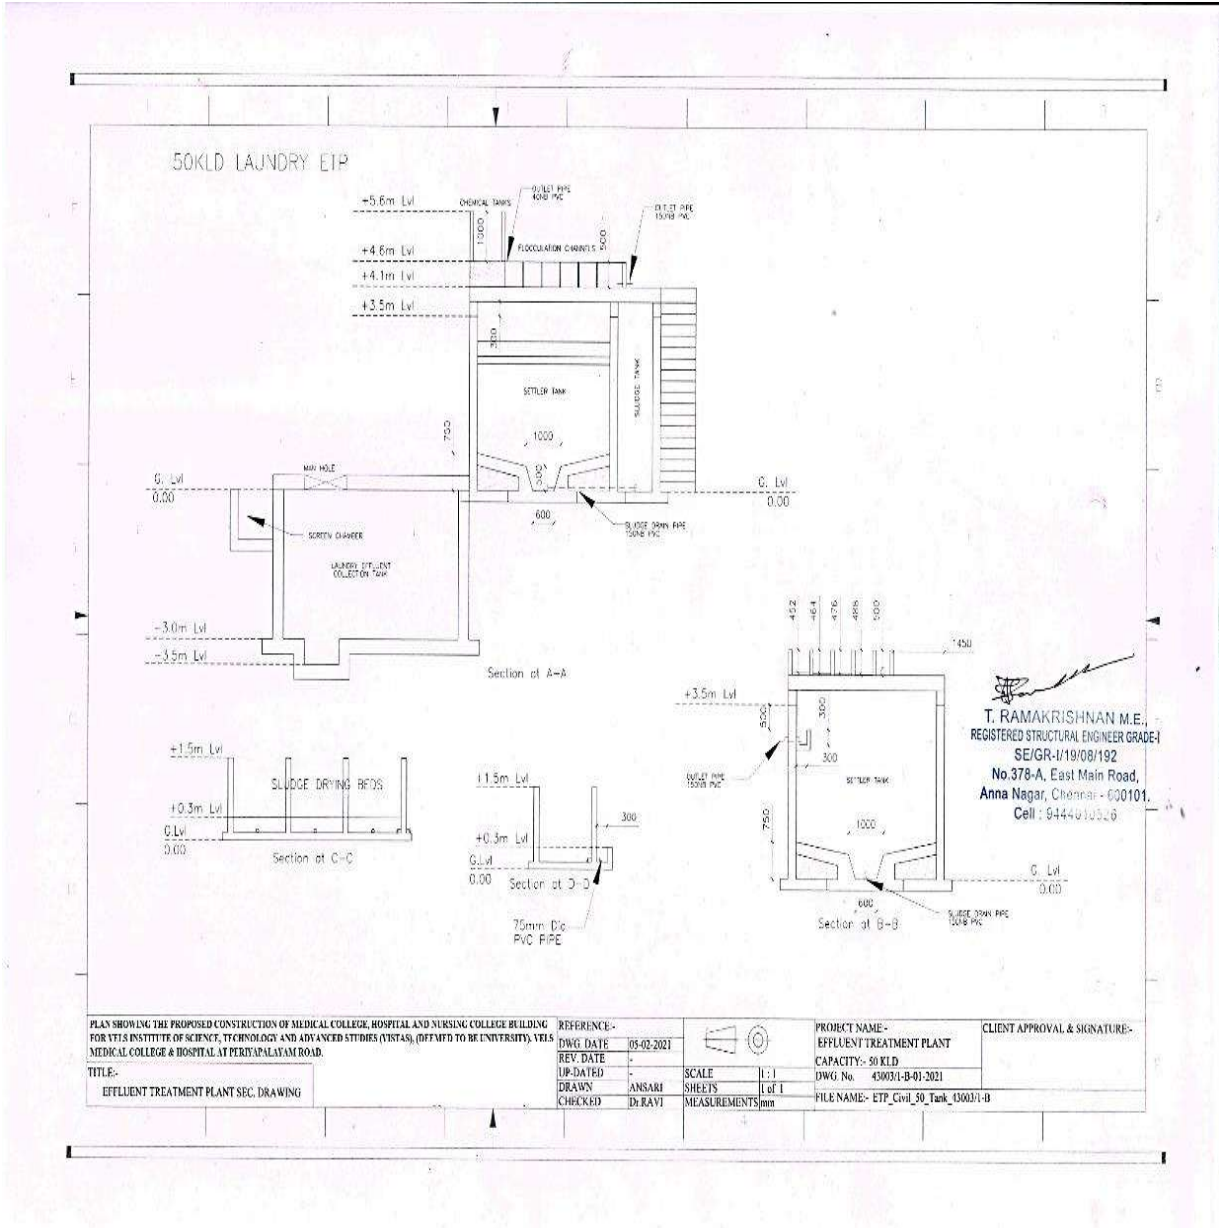 50KLD LAUNDRY ETP
+5.6m Lvl
CHEMICAL TANKS
OUTLET PIPE
40NB PVC
OUTLET PIPE
150NB PVC
1000
+4.6m Lvl
FLOCCULATION CHANNELS
500
+4.1m Lvl
+3.5m Lvl
300
SETTLER TANK
SLUDGE TANK
700
1000
MAN HOLE
300
G. Lvl
0.00
G. Lvl
0.00
600
SLUDGE DRAIN PIPE
150NB PVC
SCREEN CHAMBER
LAUNDRY EFFLUENT
COLLECTION TANK
-3.0m Lvl
-3.5m Lvl
Section at A-A
452
464
476
488
500
1450
+3.5m Lvl
500
300
300
OUTLET PIPE
150NB PVC
SETTLER TANK
750
1000
G. Lvl
0.00
600
SLUDGE DRAIN PIPE
150NB PVC
Section at B-B
T. RAMAKRISHNAN M.E.,
REGISTERED STRUCTURAL ENGINEER GRADE-I
SE/GR-I/19/08/192
No.378-A, East Main Road,
Anna Nagar, Chennai - 600101.
Cell :
+1.5m Lvl
SLUDGE DRYING BEDS
+0.3m Lvl
G.Lvl
0.00
Section at C-C
+1.5m Lvl
300
+0.3m Lvl
G.Lvl
0.00
Section at D-D
75mm Dia
PVC PIPE
PLAN SHOWING THE PROPOSED CONSTRUCTION OF MEDICAL COLLEGE, HOSPITAL AND NURSING COLLEGE BUILDING
FOR VELS INSTITUTE OF SCIENCE, TECHNOLOGY AND ADVANCED STUDIES (VISTAS), (DEEMED TO BE UNIVERSITY). VELS
MEDICAL COLLEGE & HOSPITAL AT PERIYAPALAYAM ROAD.
TITLE:-
EFFLUENT TREATMENT PLANT SEC. DRAWING
REFERENCE:-
DWG. DATE 05-02-2021
REV. DATE -
UP-DATED -
DRAWN ANSARI
CHECKED Dr.RAVI
SCALE 1 : 1
SHEETS 1 of 1
MEASUREMENTS mm
PROJECT NAME:-
EFFLUENT TREATMENT PLANT
CAPACITY:- 50 KLD
DWG. No. 43003/1-B-01-2021
FILE NAME:- ETP_Civil_50_Tank_43003/1-B
CLIENT APPROVAL & SIGNATURE:-